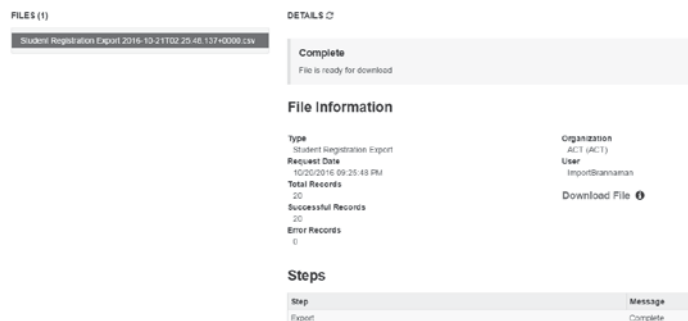 FILES (1)
Student Registration Export 2016-10-21T02:25:48.137+0000.csv
DETAILS
Complete
File is ready for download
File Information
Type
Student Registration Export
Request Date
10/20/2016 09:25:48 PM
Total Records
20
Successful Records
20
Error Records
0
Organization
ACT (ACT)
User
ImportBrannaman
Download File
Steps
Step Message
Export Complete